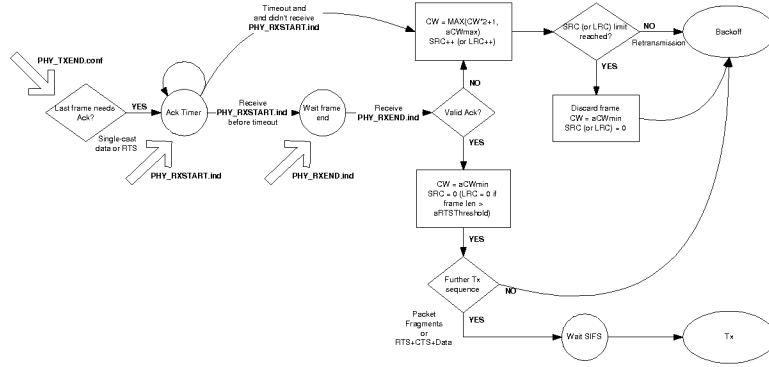 Timeout and
and didn't receive
PHY_RXSTART.ind
CW = MAX(CW*2+1,
aCWmax)
SRC++ (or LRC++)
SRC (or LRC) limit
reached?
NO
Retransmission
Backoff
PHY_TXEND.conf
YES
Discard frame
CW = aCWmin
SRC (or LRC) = 0
NO
Last frame needs
Ack?
YES
Single-cast
data or RTS
Ack Timer
Receive
PHY_RXSTART.ind
before timeout
Wait frame
end
Receive
PHY_RXEND.ind
Valid Ack?
PHY_RXSTART.ind
PHY_RXEND.ind
YES
CW = aCWmin
SRC = 0 (LRC = 0 if
frame len >
aRTSThreshold)
YES
Further Tx
sequence
NO
YES
Packet
Fragments
or
RTS+CTS+Data
Wait SIFS
Tx